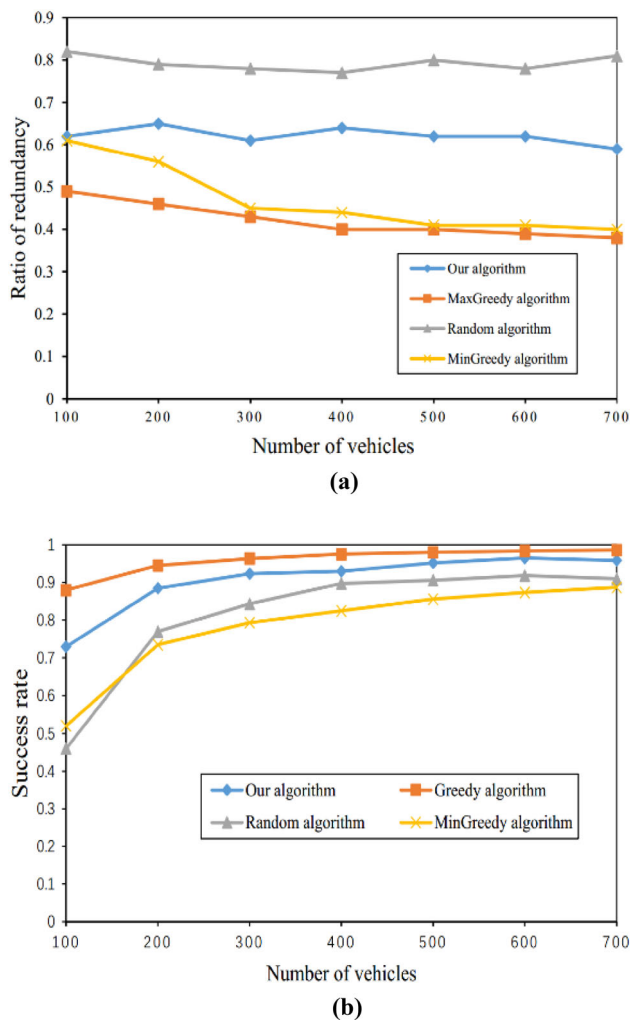 0.9
0.8
0.7
0.6
0.5
0.4
0.3
0.2
0.1
0
Ratio of redundancy
Our algorithm
MaxGreedy algorithm
Random algorithm
MinGreedy algorithm
100 200 300 400 500 600 700
Number of vehicles
(a)
1
0.9
0.8
0.7
0.6
0.5
0.4
0.3
0.2
0.1
0
Success rate
Our algorithm Greedy algorithm
Random algorithm MinGreedy algorithm
100 200 300 400 500 600 700
Number of vehicles
(b)